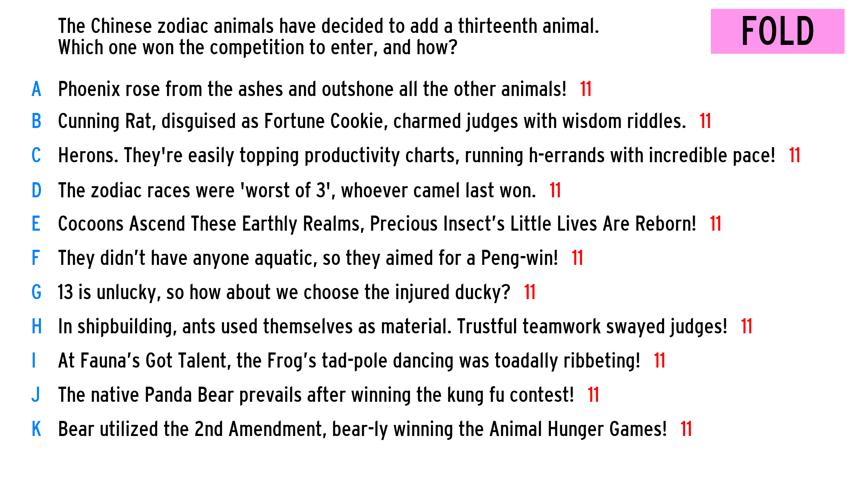 The Chinese zodiac animals have decided to add a thirteenth animal.
Which one won the competition to enter, and how?
FOLD
A Phoenix rose from the ashes and outshone all the other animals! 11
B Cunning Rat, disguised as Fortune Cookie, charmed judges with wisdom riddles. 11
C Herons. They're easily topping productivity charts, running h-errands with incredible pace! 11
D The zodiac races were 'worst of 3', whoever camel last won. 11
E Cocoons Ascend These Earthly Realms, Precious Insect’s Little Lives Are Reborn! 11
F They didn’t have anyone aquatic, so they aimed for a Peng-win! 11
G 13 is unlucky, so how about we choose the injured ducky? 11
H In shipbuilding, ants used themselves as material. Trustful teamwork swayed judges! 11
I At Fauna’s Got Talent, the Frog’s tad-pole dancing was toadally ribbeting! 11
J The native Panda Bear prevails after winning the kung fu contest! 11
K Bear utilized the 2nd Amendment, bear-ly winning the Animal Hunger Games! 11